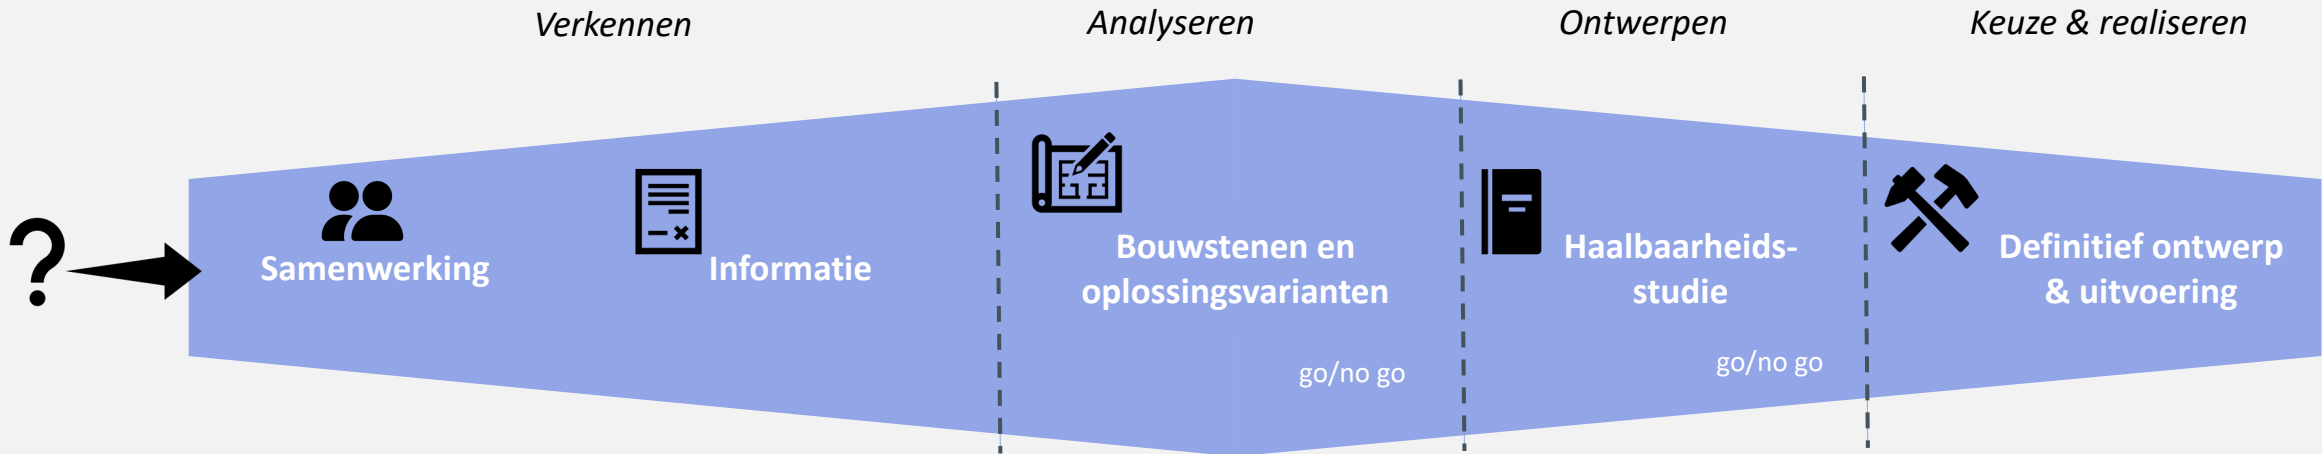 Verkennen
Analyseren
Ontwerpen
Keuze & realiseren
?
Samenwerking
Informatie
Bouwstenen en
oplossingsvarianten
go/no go
Haalbaarheids-
studie
go/no go
Definitief ontwerp
& uitvoering